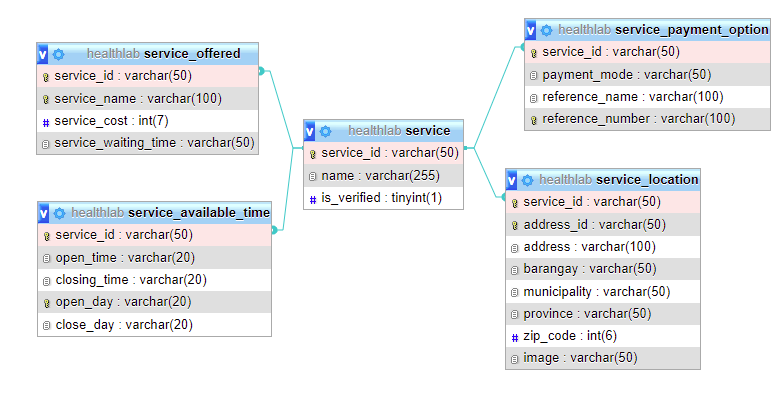 healthlab service_offered
service_id : varchar(50)
service_name : varchar(100)
# service_cost : int(7)
service_waiting_time : varchar(50)
healthlab service_available_time
service_id : varchar(50)
open_time : varchar(20)
closing_time : varchar(20)
open_day : varchar(20)
close_day : varchar(20)
healthlab service
service_id : varchar(50)
name : varchar(255)
# is_verified : tinyint(1)
healthlab service_payment_option
service_id : varchar(50)
payment_mode : varchar(50)
reference_name : varchar(100)
reference_number : varchar(100)
healthlab service_location
service_id : varchar(50)
address_id : varchar(50)
address : varchar(100)
barangay : varchar(50)
municipality : varchar(50)
province : varchar(50)
# zip_code : int(6)
image : varchar(50)